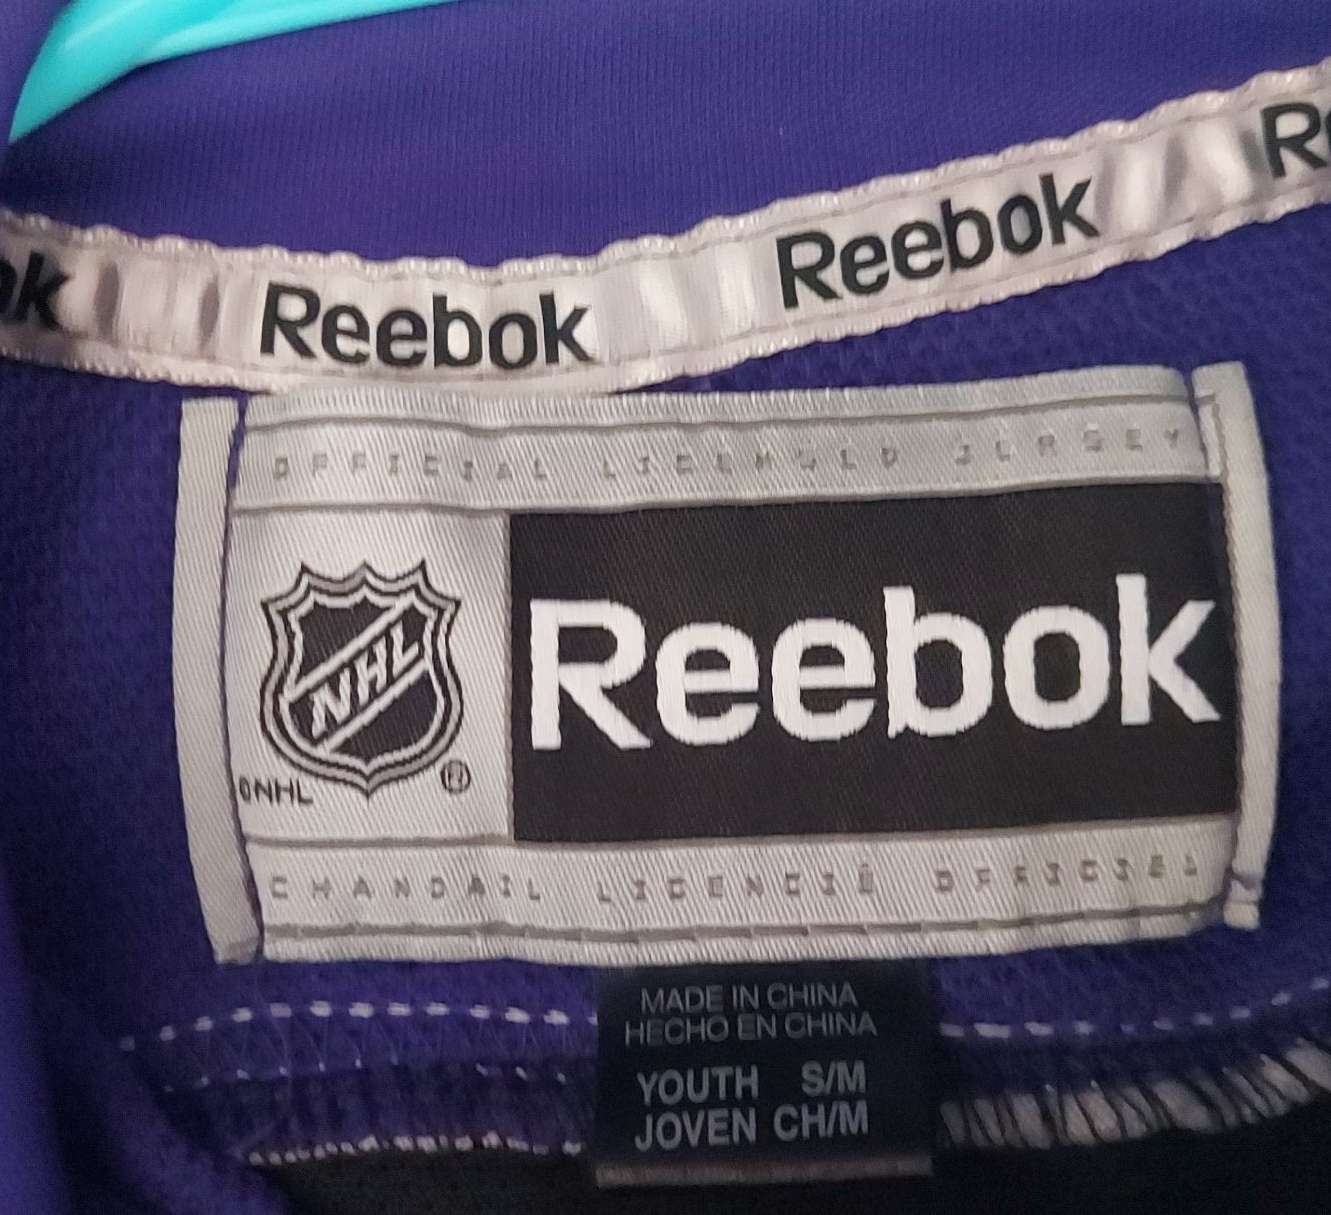 Reebok
Reebok
OFFICIAL LICENSED JERSEY
NHL
®
©NHL
Reebok
CHANDAIL LICENCIÉ OFFICIEL
MADE IN CHINA
HECHO EN CHINA
YOUTH S/M
JOVEN CH/M